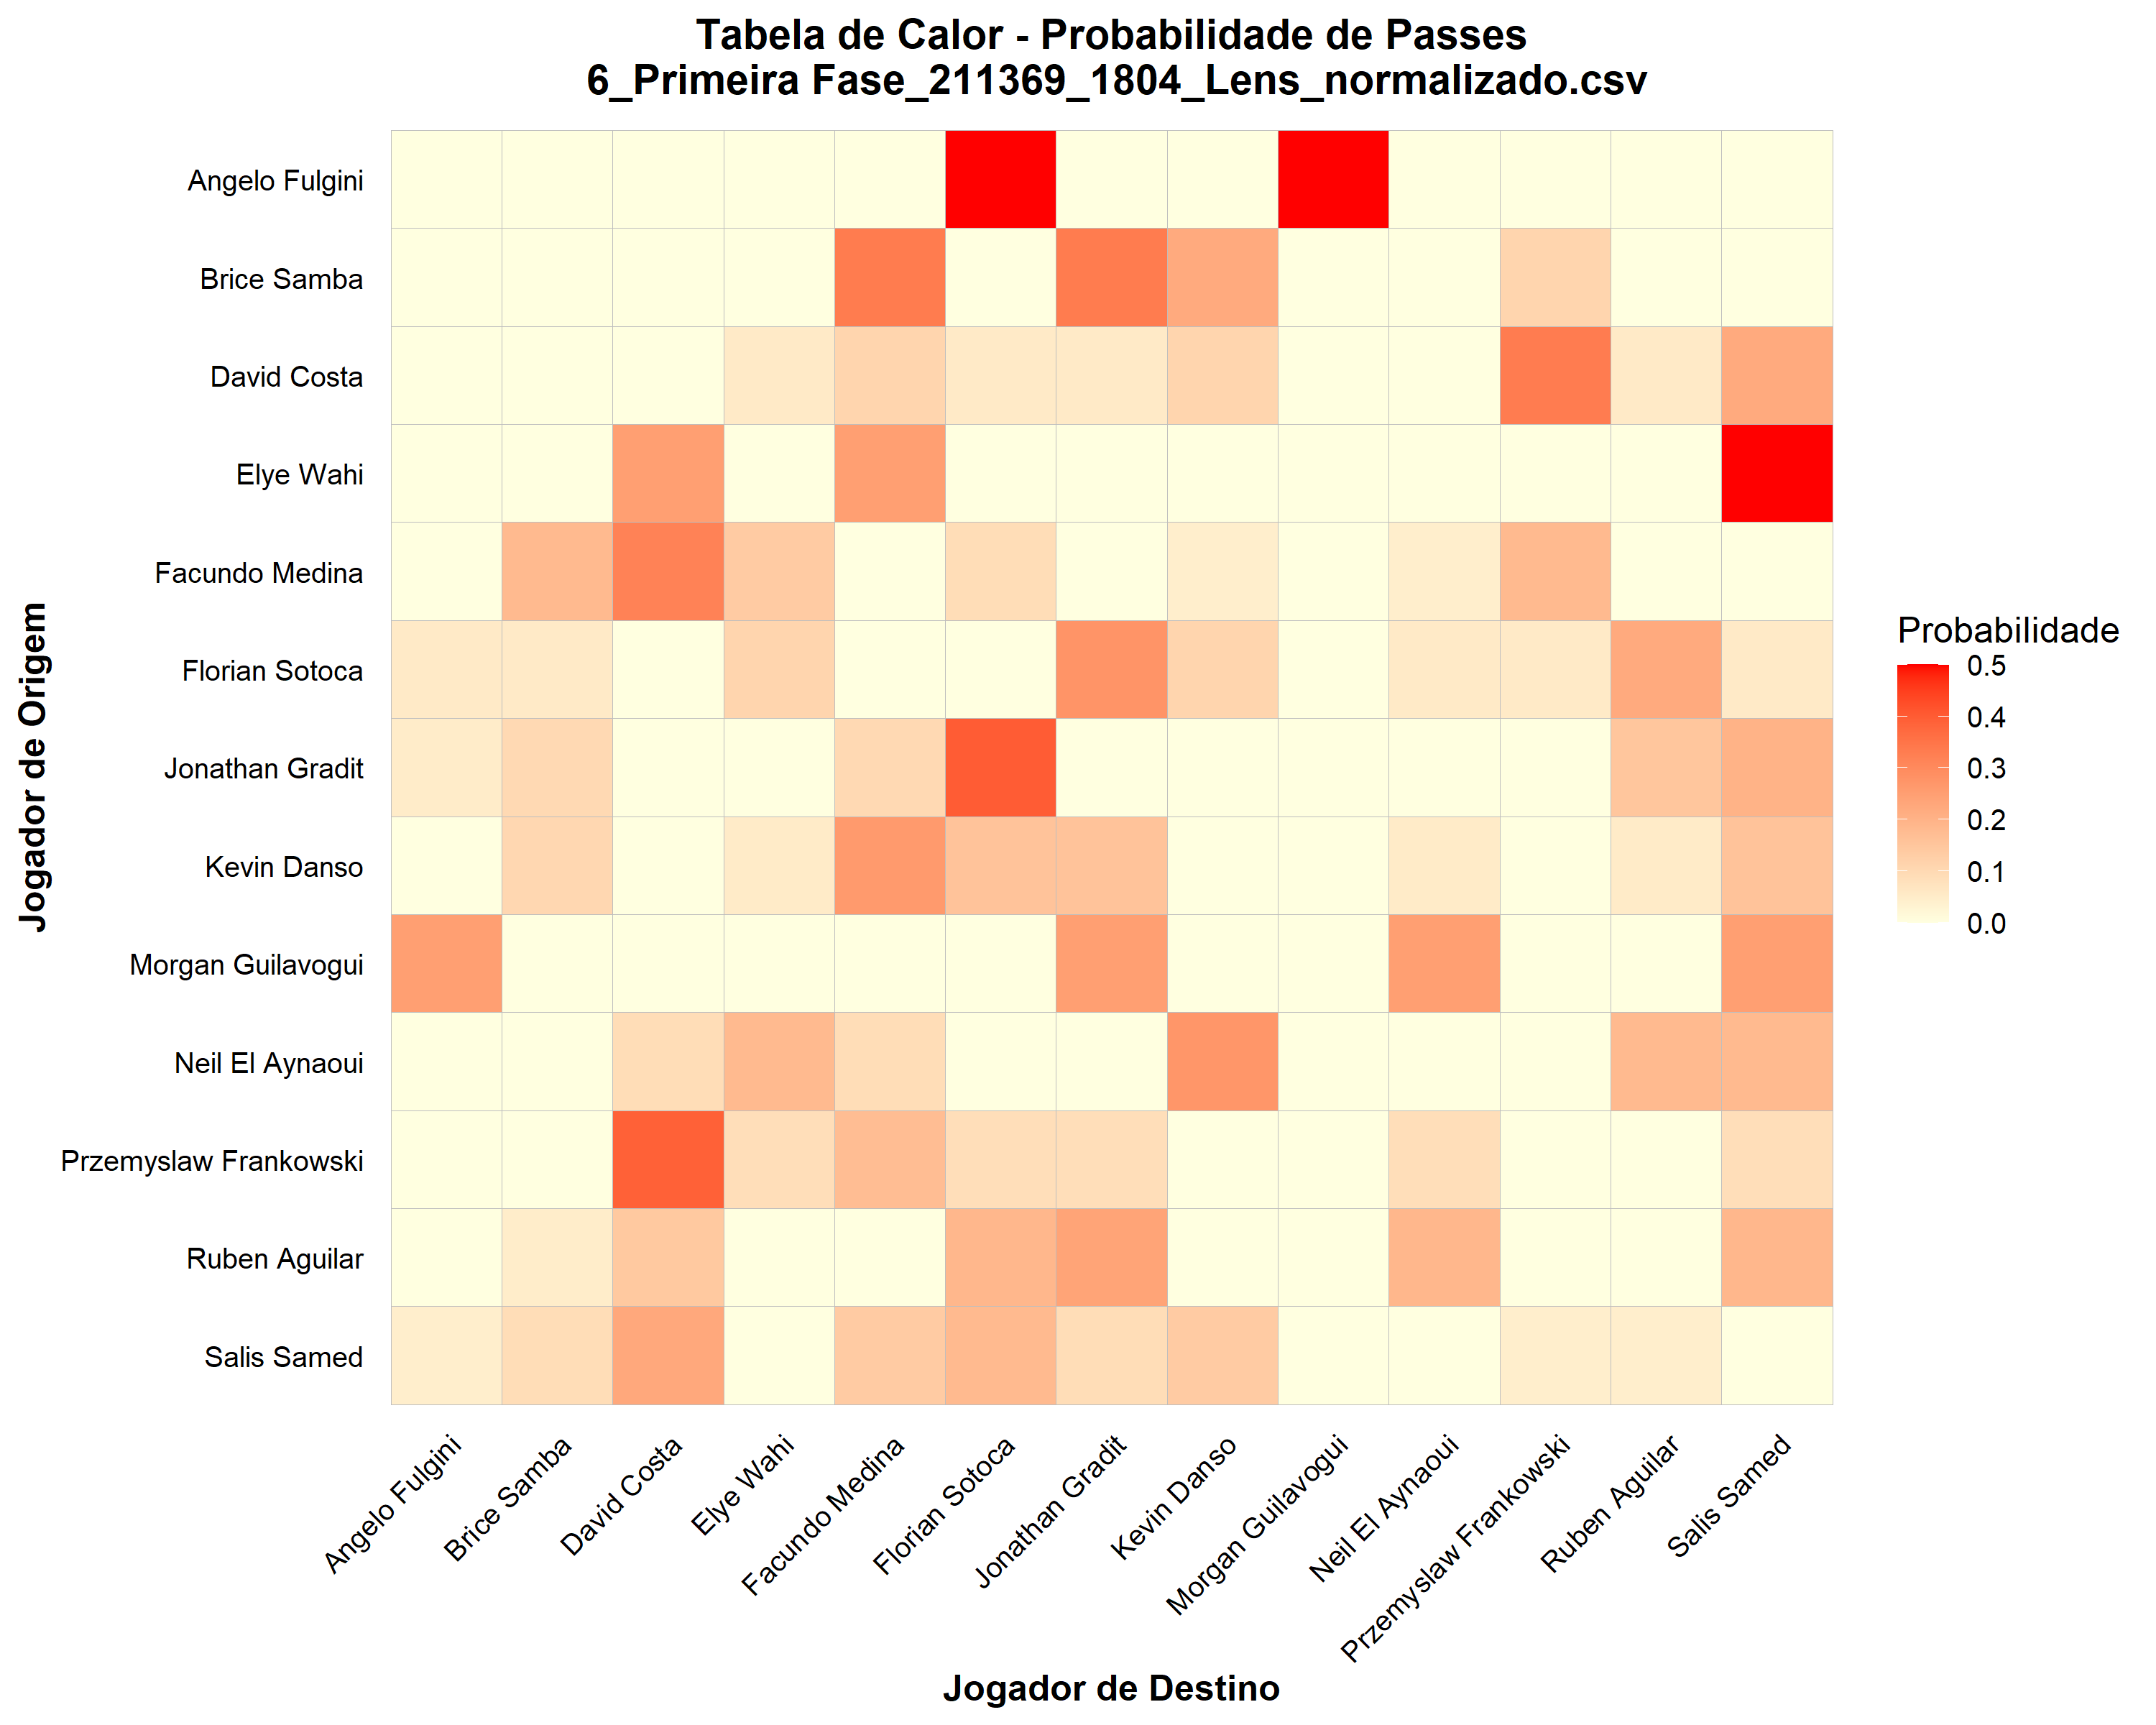 Tabela de Calor - Probabilidade de Passes
6_Primeira Fase_211369_1804_Lens_normalizado.csv
Jogador de Origem
Angelo Fulgini
Brice Samba
David Costa
Elye Wahi
Facundo Medina
Florian Sotoca
Jonathan Gradit
Kevin Danso
Morgan Guilavogui
Neil El Aynaoui
Przemyslaw Frankowski
Ruben Aguilar
Salis Samed
Probabilidade
0.5
0.4
0.3
0.2
0.1
0.0
Angelo Fulgini
Brice Samba
David Costa
Elye Wahi
Facundo Medina
Florian Sotoca
Jonathan Gradit
Kevin Danso
Morgan Guilavogui
Neil El Aynaoui
Przemyslaw Frankowski
Ruben Aguilar
Salis Samed
Jogador de Destino